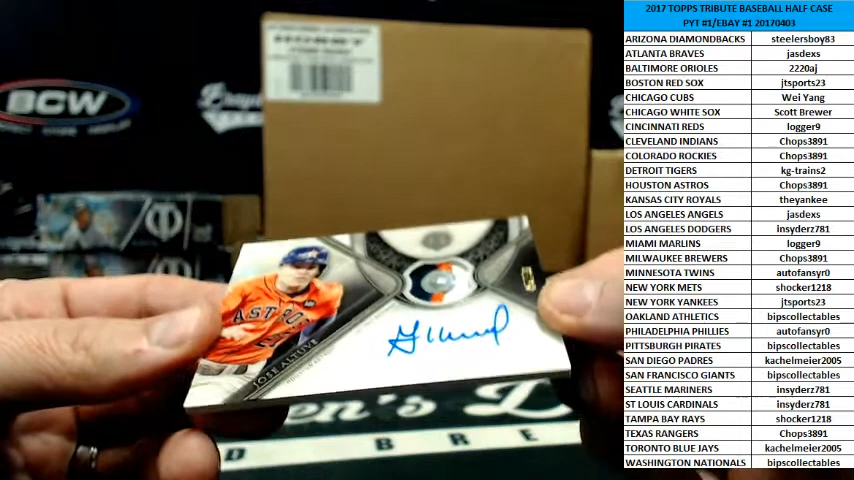 2017 TOPPS TRIBUTE BASEBALL HALF CASE
PYT #1/EBAY #1 20170403
ARIZONA DIAMONDBACKS steelersboy83
ATLANTA BRAVES jasdexs
BALTIMORE ORIOLES 2220aj
BOSTON RED SOX jtsports23
CHICAGO CUBS Wei Yang
CHICAGO WHITE SOX Scott Brewer
CINCINNATI REDS logger9
CLEVELAND INDIANS Chops3891
COLORADO ROCKIES Chops3891
DETROIT TIGERS kg-trains2
HOUSTON ASTROS Chops3891
KANSAS CITY ROYALS theyankee
LOS ANGELES ANGELS jasdexs
LOS ANGELES DODGERS insyderz781
MIAMI MARLINS logger9
MILWAUKEE BREWERS Chops3891
MINNESOTA TWINS autofansyr0
NEW YORK METS shocker1218
NEW YORK YANKEES jtsports23
OAKLAND ATHLETICS bipscollectables
PHILADELPHIA PHILLIES autofansyr0
PITTSBURGH PIRATES bipscollectables
SAN DIEGO PADRES kachelmeier2005
SAN FRANCISCO GIANTS bipscollectables
SEATTLE MARINERS insyderz781
ST LOUIS CARDINALS insyderz781
TAMPA BAY RAYS shocker1218
TEXAS RANGERS Chops3891
TORONTO BLUE JAYS kachelmeier2005
WASHINGTON NATIONALS bipscollectables
BCW
HOBBY
ASTROS
JOSE ALTUVE
en's L
D BRE